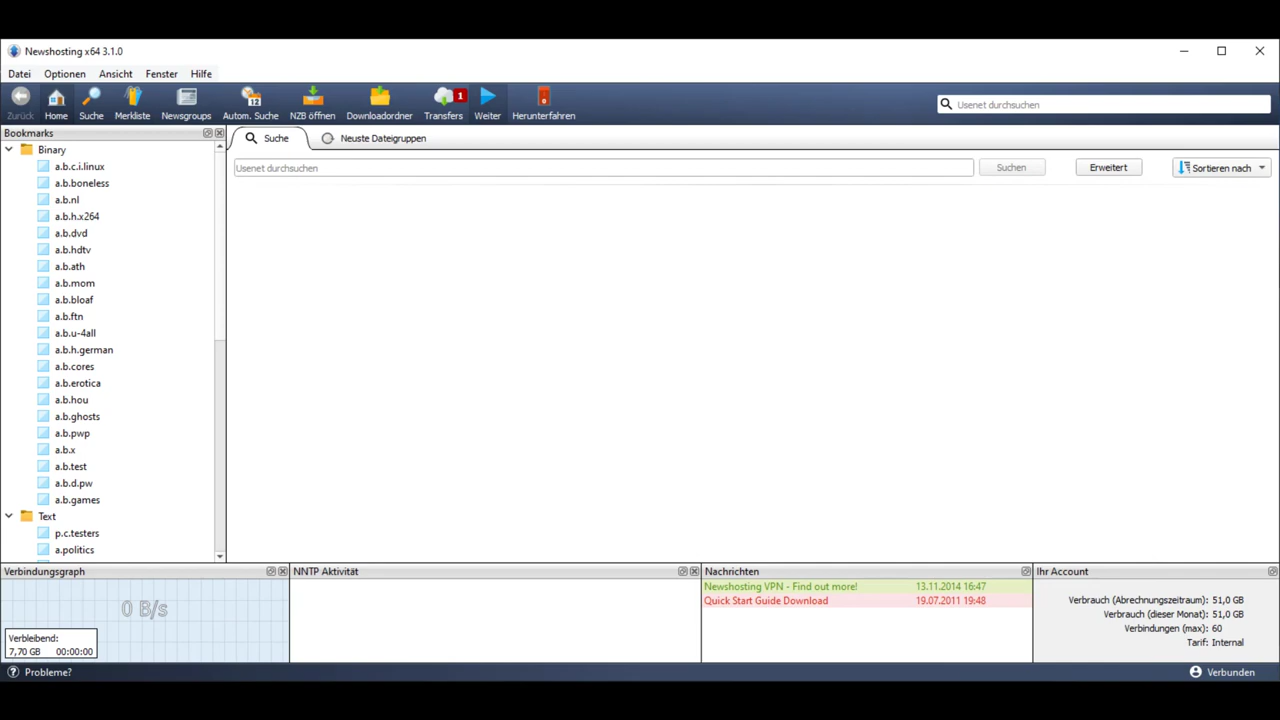 Newshosting x64 3.1.0
Datei Optionen Ansicht Fenster Hilfe
Zurück Home Suche Merkliste Newsgroups Autom. Suche NZB öffnen Downloadordner Transfers Weiter Herunterfahren
12
1
Usenet durchsuchen
Bookmarks
Binary
a.b.c.i.linux
a.b.boneless
a.b.nl
a.b.h.x264
a.b.dvd
a.b.hdtv
a.b.ath
a.b.mom
a.b.bloaf
a.b.ftn
a.b.u-4all
a.b.h.german
a.b.cores
a.b.erotica
a.b.hou
a.b.ghosts
a.b.pwp
a.b.x
a.b.test
a.b.d.pw
a.b.games
Text
p.c.testers
a.politics
Suche Neuste Dateigruppen
Usenet durchsuchen Suchen Erweitert Sortieren nach
Verbindungsgraph
0 B/s
Verbleibend:
7,70 GB 00:00:00
NNTP Aktivität
Nachrichten
Newshosting VPN - Find out more! 13.11.2014 16:47
Quick Start Guide Download 19.07.2011 19:48
Ihr Account
Verbrauch (Abrechnungszeitraum): 51,0 GB
Verbrauch (dieser Monat): 51,0 GB
Verbindungen (max): 60
Tarif: Internal
Probleme? Verbunden